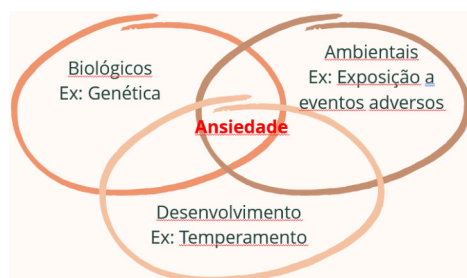 Biológicos
Ex: Genética
Ambientais
Ex: Exposição a
eventos adversos
Ansiedade
Desenvolvimento
Ex: Temperamento